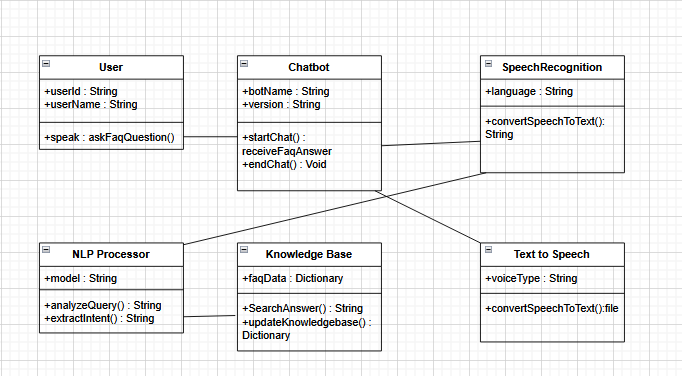 User
+userId : String
+userName : String
+speak : askFaqQuestion()
Chatbot
+botName : String
+version : String
+startChat() :
receiveFaqAnswer
+endChat() : Void
SpeechRecognition
+language : String
+convertSpeechToText():
String
NLP Processor
+model : String
+analyzeQuery() : String
+extractIntent() : String
Knowledge Base
+faqData : Dictionary
+SearchAnswer() : String
+updateKnowledgebase() :
Dictionary
Text to Speech
+voiceType : String
+convertSpeechToText():file